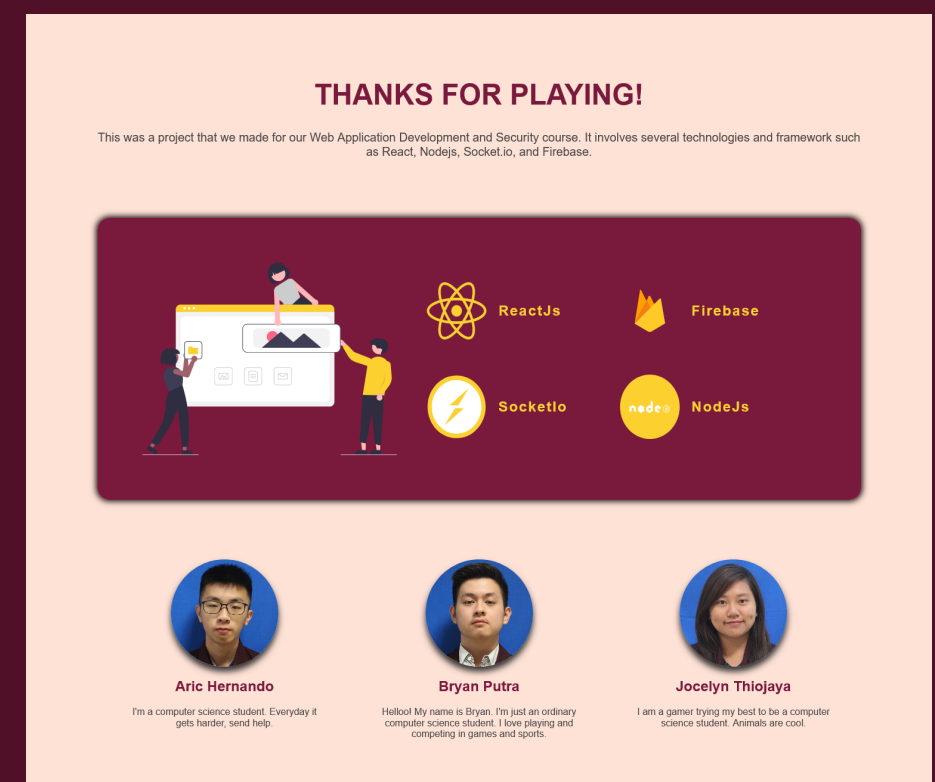 THANKS FOR PLAYING!
This was a project that we made for our Web Application Development and Security course. It involves several technologies and framework such
as React, Nodejs, Socket.io, and Firebase.
ReactJs
Firebase
SocketIo
node
NodeJs
Aric Hernando
I'm a computer science student. Everyday it
gets harder, send help.
Bryan Putra
Helloo! My name is Bryan. I'm just an ordinary
computer science student. I love playing and
competing in games and sports.
Jocelyn Thiojaya
I am a gamer trying my best to be a computer
science student. Animals are cool.